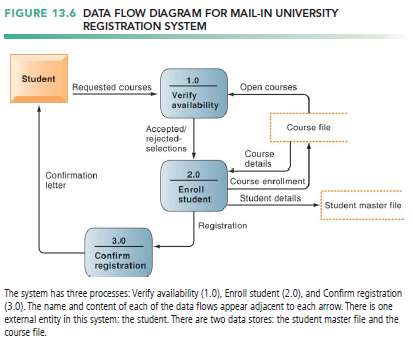 FIGURE 13.6 DATA FLOW DIAGRAM FOR MAIL-IN UNIVERSITY
REGISTRATION SYSTEM
Student
Requested courses
1.0
Verify
availability
Open courses
Course file
Accepted/
rejected-
selections
Course
details
Course enrollment
2.0
Enroll
student
Student details
Student master file
Confirmation
letter
Registration
3.0
Confirm
registration
The system has three processes: Verify availability (1.0), Enroll student (2.0), and Confirm registration
(3.0). The name and content of each of the data flows appear adjacent to each arrow. There is one
external entity in this system: the student. There are two data stores: the student master file and the
course file.